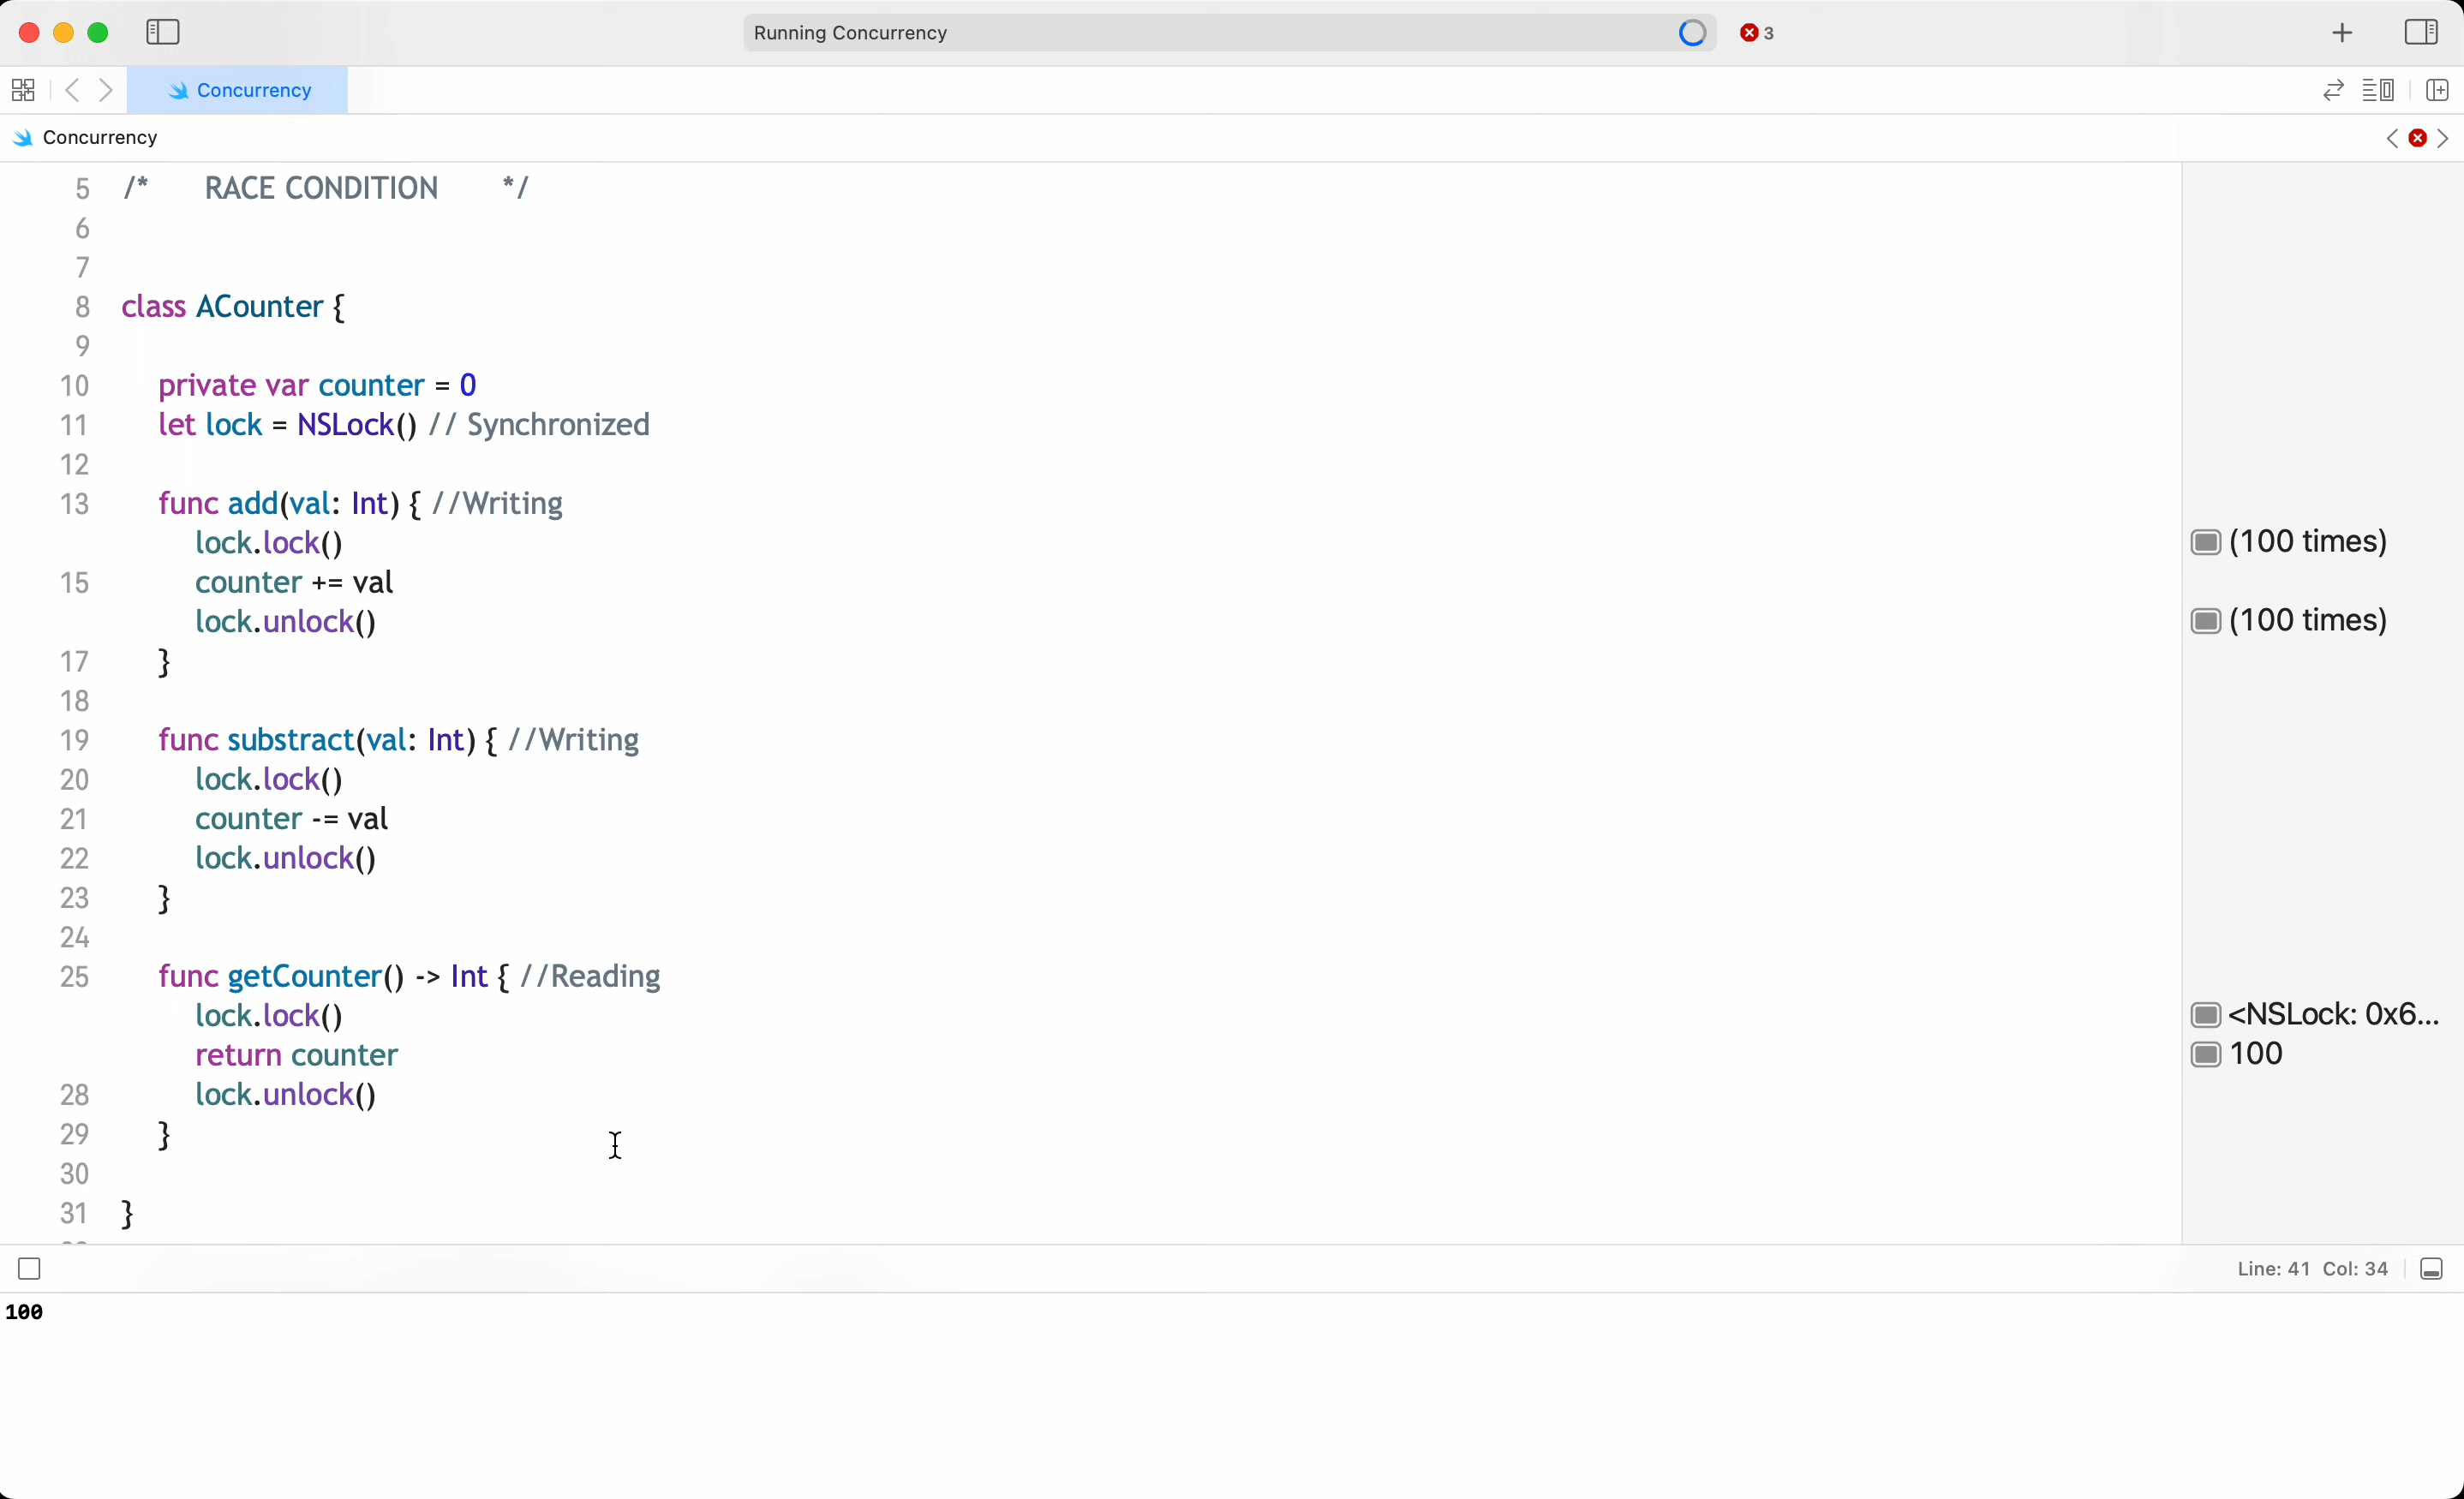 Running Concurrency 3
Concurrency
Concurrency
5 /* RACE CONDITION */
6
7
8 class ACounter {
9
10 private var counter = 0
11 let lock = NSLock() // Synchronized
12
13 func add(val: Int) { //Writing
lock.lock() (100 times)
15 counter += val
lock.unlock() (100 times)
17 }
18
19 func substract(val: Int) { //Writing
20 lock.lock()
21 counter -= val
22 lock.unlock()
23 }
24
25 func getCounter() -> Int { //Reading
lock.lock() <NSLock: 0x6...
return counter 100
28 lock.unlock()
29 }
30
31 }
Line: 41 Col: 34
100